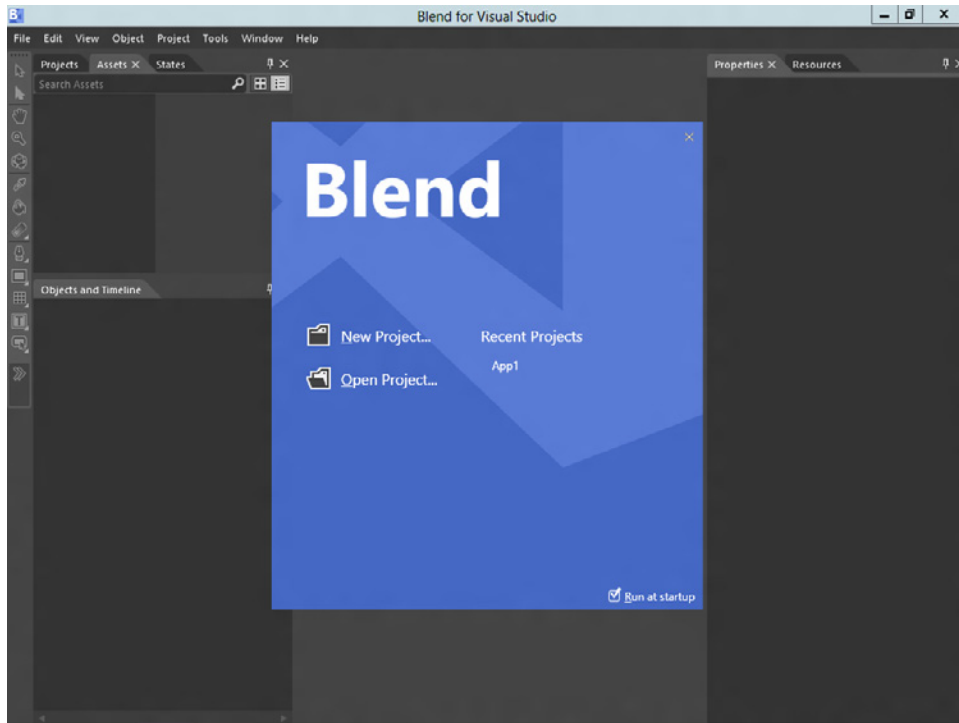 Blend for Visual Studio
File Edit View Object Project Tools Window Help
Projects Assets States
Search Assets
Properties Resources
Blend
New Project...
Open Project...
Recent Projects
App1
Objects and Timeline
Run at startup